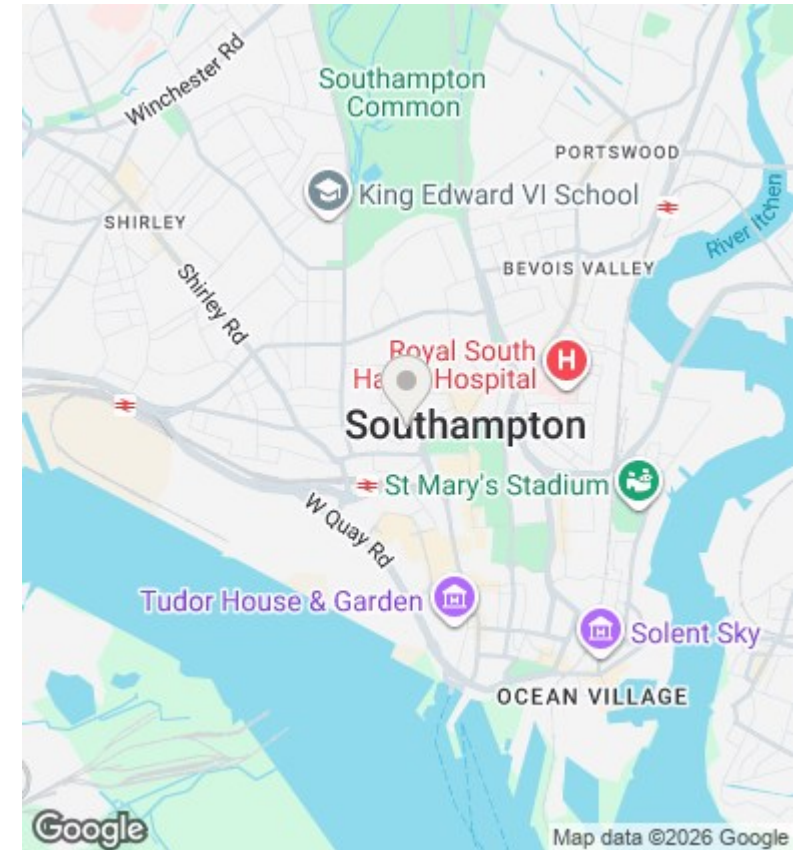 Winchester Rd
Southampton
Common
PORTSWOOD
King Edward VI School
River Itchen
SHIRLEY
BEVOIS VALLEY
Shirley Rd
Royal South
Hospital
H
Southampton
St Mary's Stadium
W Quay Rd
Tudor House & Garden
Solent Sky
OCEAN VILLAGE
Google
Map data ©2026 Google